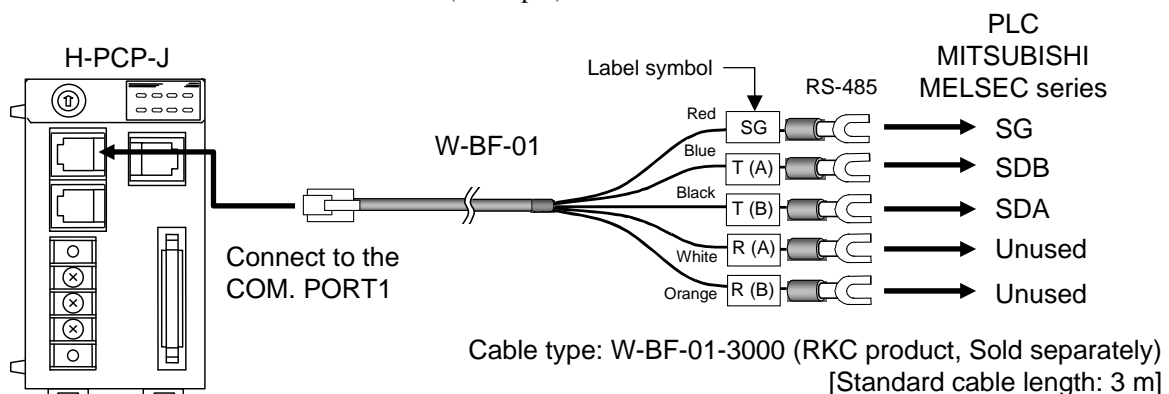 PLC
MITSUBISHI
MELSEC series
H-PCP-J
Label symbol
RS-485
Red
SG
SG
W-BF-01
Blue
T (A)
SDB
Black
T (B)
SDA
White
R (A)
Unused
Orange
R (B)
Unused
Connect to the
COM. PORT1
Cable type: W-BF-01-3000 (RKC product, Sold separately)
[Standard cable length: 3 m]